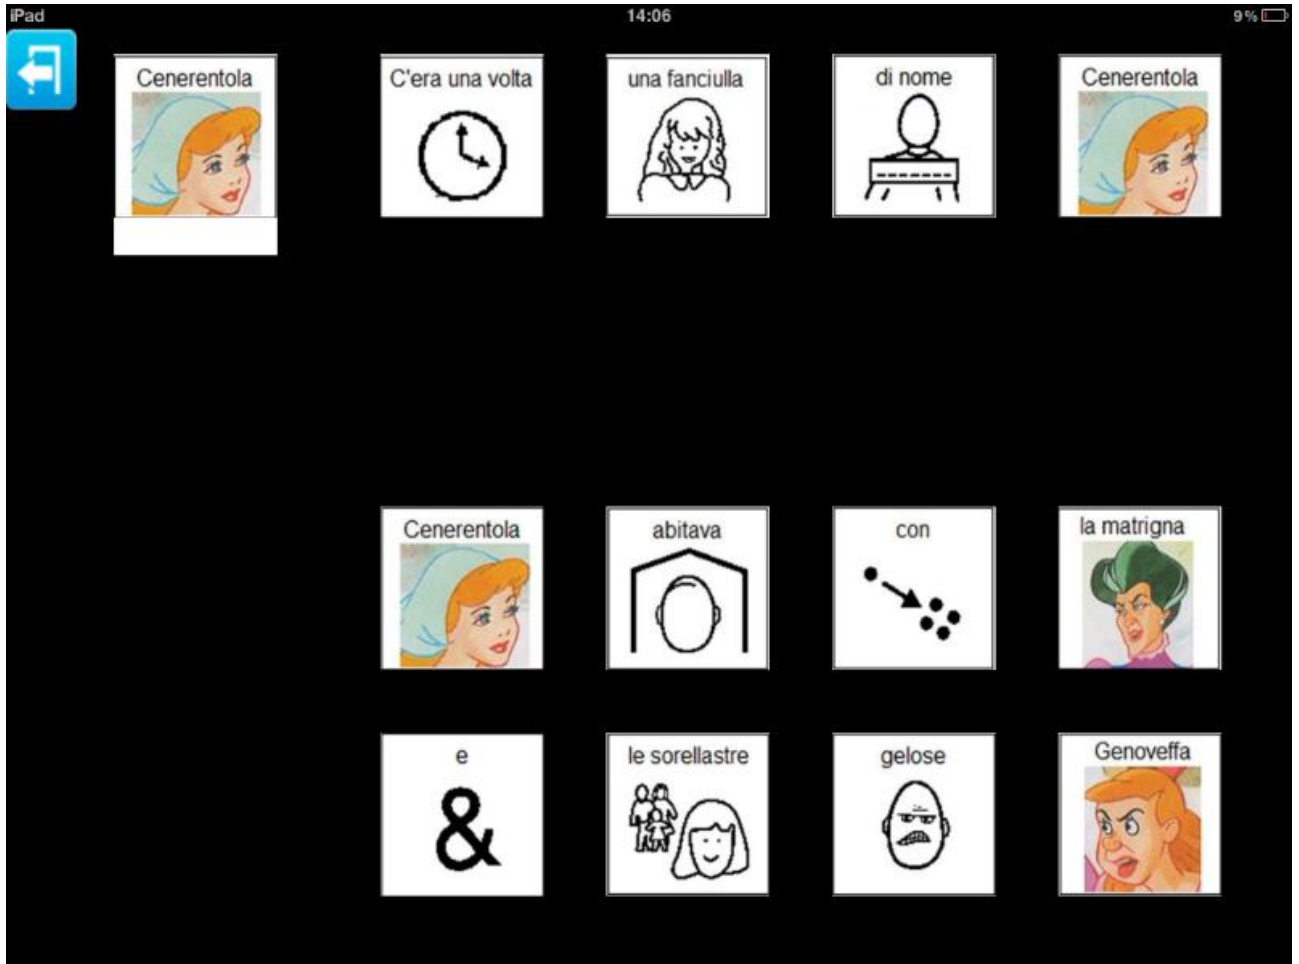 iPad 14:06 9%
Cenerentola C'era una volta una fanciulla di nome Cenerentola
Cenerentola abitava con la matrigna
e le sorellastre gelose Genoveffa
&